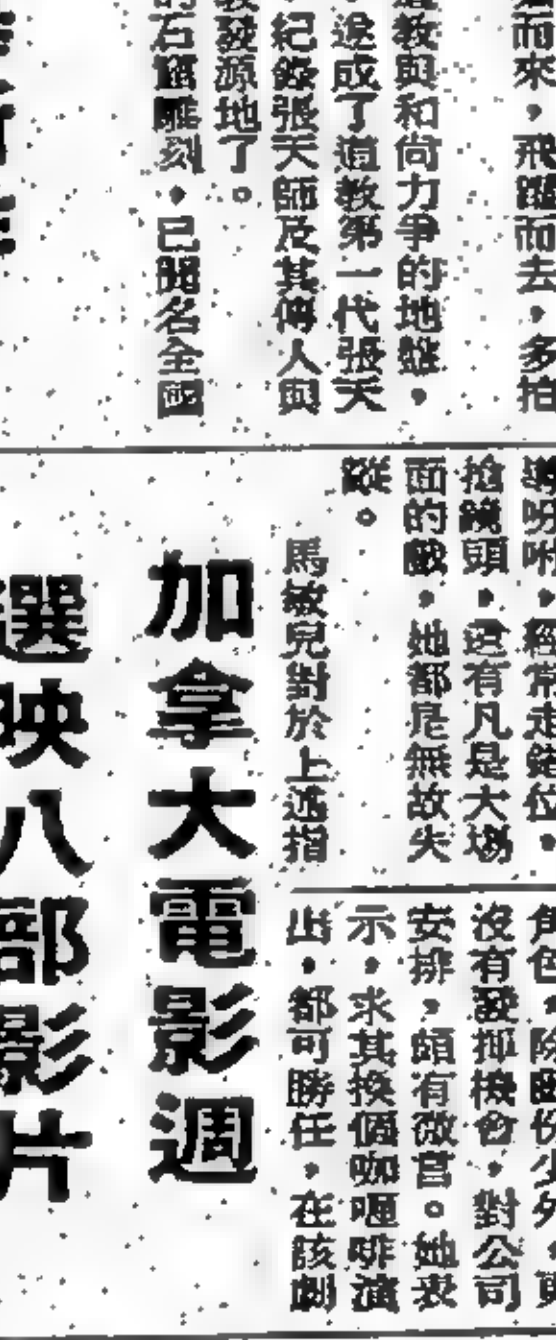 而來，飛躍而去，多拍
教與和尚力爭的地盤，
退成了道教第一代張天
紀錄張天師及其傳人與
發源地了。
的石窟雕刻，已聞名全國
導吩咐，經常走錯位，
搶鏡頭，還有凡是大場
面的戲，她都是無故失
蹤。
馬敏兒對於上述指
角色，除戲份少外，更
沒有發揮機會，對公司
安排，頗有微言。她表
示，求其換個咖喱啡演
出，都可勝任，在該劇
加拿大電影週
選映八部影片